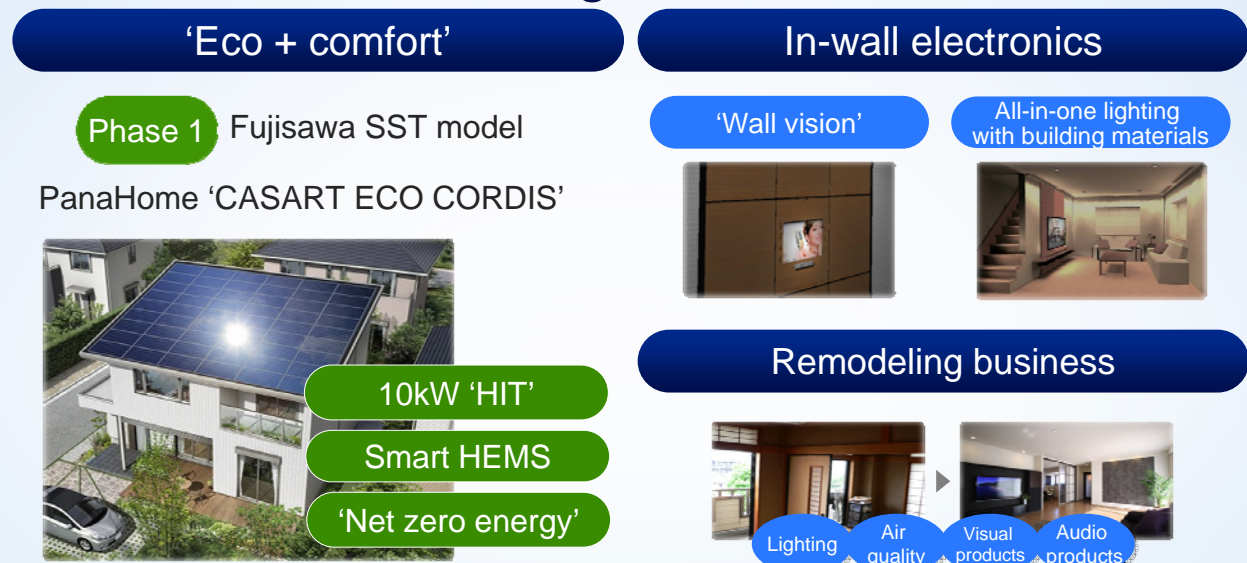 ‘Eco + comfort’
Phase 1
Fujisawa SST model
PanaHome ‘CASART ECO CORDIS’
10kW ‘HIT’
Smart HEMS
‘Net zero energy’
In-wall electronics
‘Wall vision’
All-in-one lighting
with building materials
Remodeling business
Lighting
Air
quality
Visual
products
Audio
products